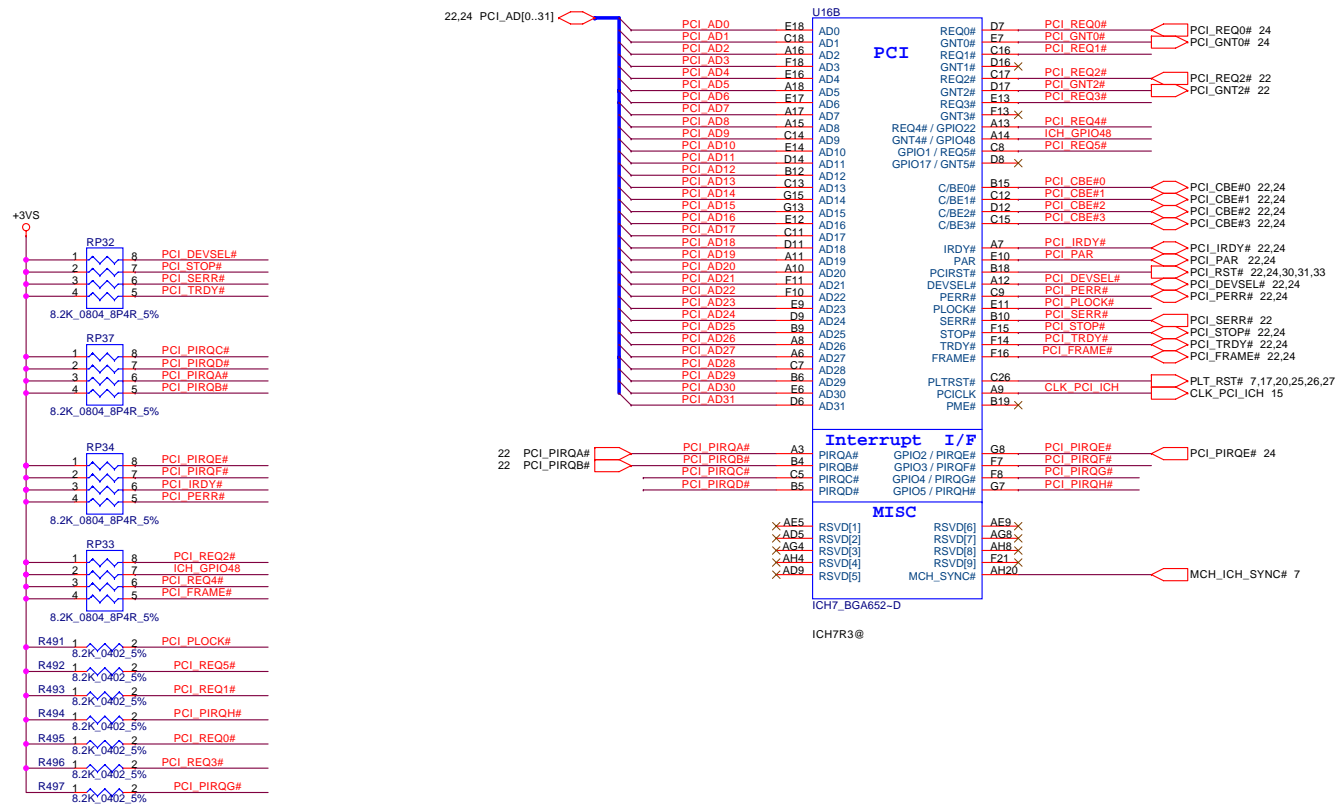 22,24 PCI_AD[0..31]
U16B
PCI
PCI_AD0 E18 AD0
PCI_AD1 C18 AD1
PCI_AD2 A16 AD2
PCI_AD3 F18 AD3
PCI_AD4 E16 AD4
PCI_AD5 A18 AD5
PCI_AD6 E17 AD6
PCI_AD7 A17 AD7
PCI_AD8 A15 AD8
PCI_AD9 C14 AD9
PCI_AD10 E14 AD10
PCI_AD11 D14 AD11
PCI_AD12 B12 AD12
PCI_AD13 C13 AD13
PCI_AD14 G15 AD14
PCI_AD15 G13 AD15
PCI_AD16 E12 AD16
PCI_AD17 C11 AD17
PCI_AD18 D11 AD18
PCI_AD19 A11 AD19
PCI_AD20 A10 AD20
PCI_AD21 F11 AD21
PCI_AD22 F10 AD22
PCI_AD23 E9 AD23
PCI_AD24 D9 AD24
PCI_AD25 B9 AD25
PCI_AD26 A8 AD26
PCI_AD27 A6 AD27
PCI_AD28 C7 AD28
PCI_AD29 B6 AD29
PCI_AD30 E6 AD30
PCI_AD31 D6 AD31
REQ0# D7 PCI_REQ0# PCI_REQ0# 24
GNT0# E7 PCI_GNT0# PCI_GNT0# 24
REQ1# C16 PCI_REQ1#
GNT1# D16
REQ2# C17 PCI_REQ2# PCI_REQ2# 22
GNT2# D17 PCI_GNT2# PCI_GNT2# 22
REQ3# E13 PCI_REQ3#
GNT3# F13
REQ4# / GPIO22 A13 PCI_REQ4#
GNT4# / GPIO48 A14 ICH_GPIO48
GPIO1 / REQ5# C8 PCI_REQ5#
GPIO17 / GNT5# D8
C/BE0# B15 PCI_CBE#0 PCI_CBE#0 22,24
C/BE1# C12 PCI_CBE#1 PCI_CBE#1 22,24
C/BE2# D12 PCI_CBE#2 PCI_CBE#2 22,24
C/BE3# C15 PCI_CBE#3 PCI_CBE#3 22,24
IRDY# A7 PCI_IRDY# PCI_IRDY# 22,24
PAR E10 PCI_PAR PCI_PAR 22,24
PCIRST# B18 PCI_RST# 22,24,30,31,33
DEVSEL# A12 PCI_DEVSEL# PCI_DEVSEL# 22,24
PERR# C9 PCI_PERR# PCI_PERR# 22,24
PLOCK# E11 PCI_PLOCK#
SERR# B10 PCI_SERR# PCI_SERR# 22
STOP# F15 PCI_STOP# PCI_STOP# 22,24
TRDY# F14 PCI_TRDY# PCI_TRDY# 22,24
FRAME# F16 PCI_FRAME# PCI_FRAME# 22,24
PLTRST# C26 PLT_RST# 7,17,20,25,26,27
PCICLK A9 CLK_PCI_ICH CLK_PCI_ICH 15
PME# B19
Interrupt I/F
22 PCI_PIRQA# PCI_PIRQA# A3 PIRQA# GPIO2 / PIRQE# G8 PCI_PIRQE# PCI_PIRQE# 24
22 PCI_PIRQB# PCI_PIRQB# B4 PIRQB# GPIO3 / PIRQF# F7 PCI_PIRQF#
PCI_PIRQC# C5 PIRQC# GPIO4 / PIRQG# F8 PCI_PIRQG#
PCI_PIRQD# B5 PIRQD# GPIO5 / PIRQH# G7 PCI_PIRQH#
MISC
AE5 RSVD[1] RSVD[6] AE9
AD5 RSVD[2] RSVD[7] AG8
AG4 RSVD[3] RSVD[8] AH8
AH4 RSVD[4] RSVD[9] F21
AD9 RSVD[5] MCH_SYNC# AH20 MCH_ICH_SYNC# 7
ICH7_BGA652~D
ICH7R3@
+3VS
RP32
1 8 PCI_DEVSEL#
2 7 PCI_STOP#
3 6 PCI_SERR#
4 5 PCI_TRDY#
8.2K_0804_8P4R_5%
RP37
1 8 PCI_PIRQC#
2 7 PCI_PIRQD#
3 6 PCI_PIRQA#
4 5 PCI_PIRQB#
8.2K_0804_8P4R_5%
RP34
1 8 PCI_PIRQE#
2 7 PCI_PIRQF#
3 6 PCI_IRDY#
4 5 PCI_PERR#
8.2K_0804_8P4R_5%
RP33
1 8 PCI_REQ2#
2 7 ICH_GPIO48
3 6 PCI_REQ4#
4 5 PCI_FRAME#
8.2K_0804_8P4R_5%
R491 1 2 PCI_PLOCK#
8.2K_0402_5%
R492 1 2 PCI_REQ5#
8.2K_0402_5%
R493 1 2 PCI_REQ1#
8.2K_0402_5%
R494 1 2 PCI_PIRQH#
8.2K_0402_5%
R495 1 2 PCI_REQ0#
8.2K_0402_5%
R496 1 2 PCI_REQ3#
8.2K_0402_5%
R497 1 2 PCI_PIRQG#
8.2K_0402_5%